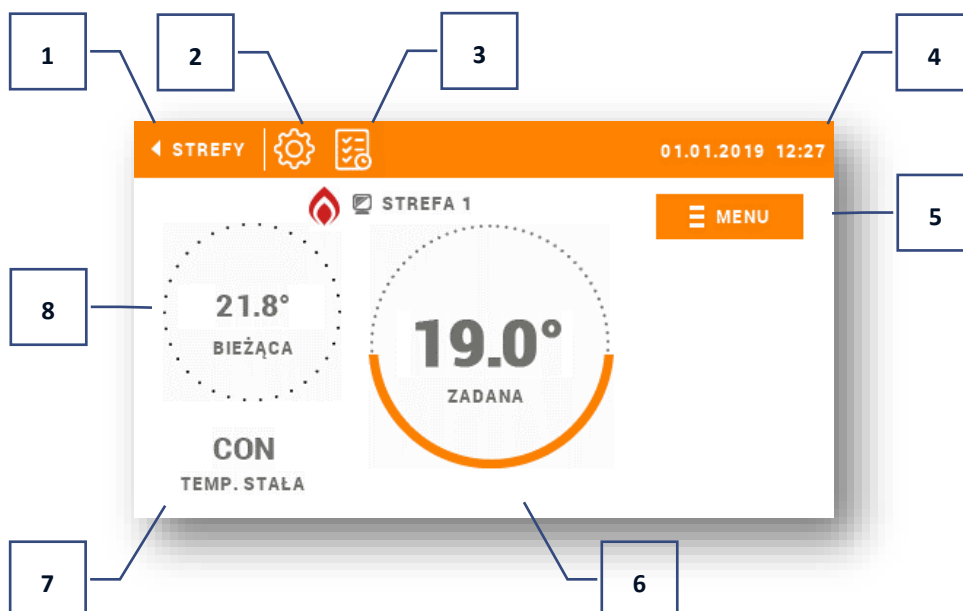 1
2
3
4
STREFY
01.01.2019 12:27
STREFA 1
MENU
5
8
21.8°
BIEŻĄCA
19.0°
ZADANA
CON
TEMP. STAŁA
7
6